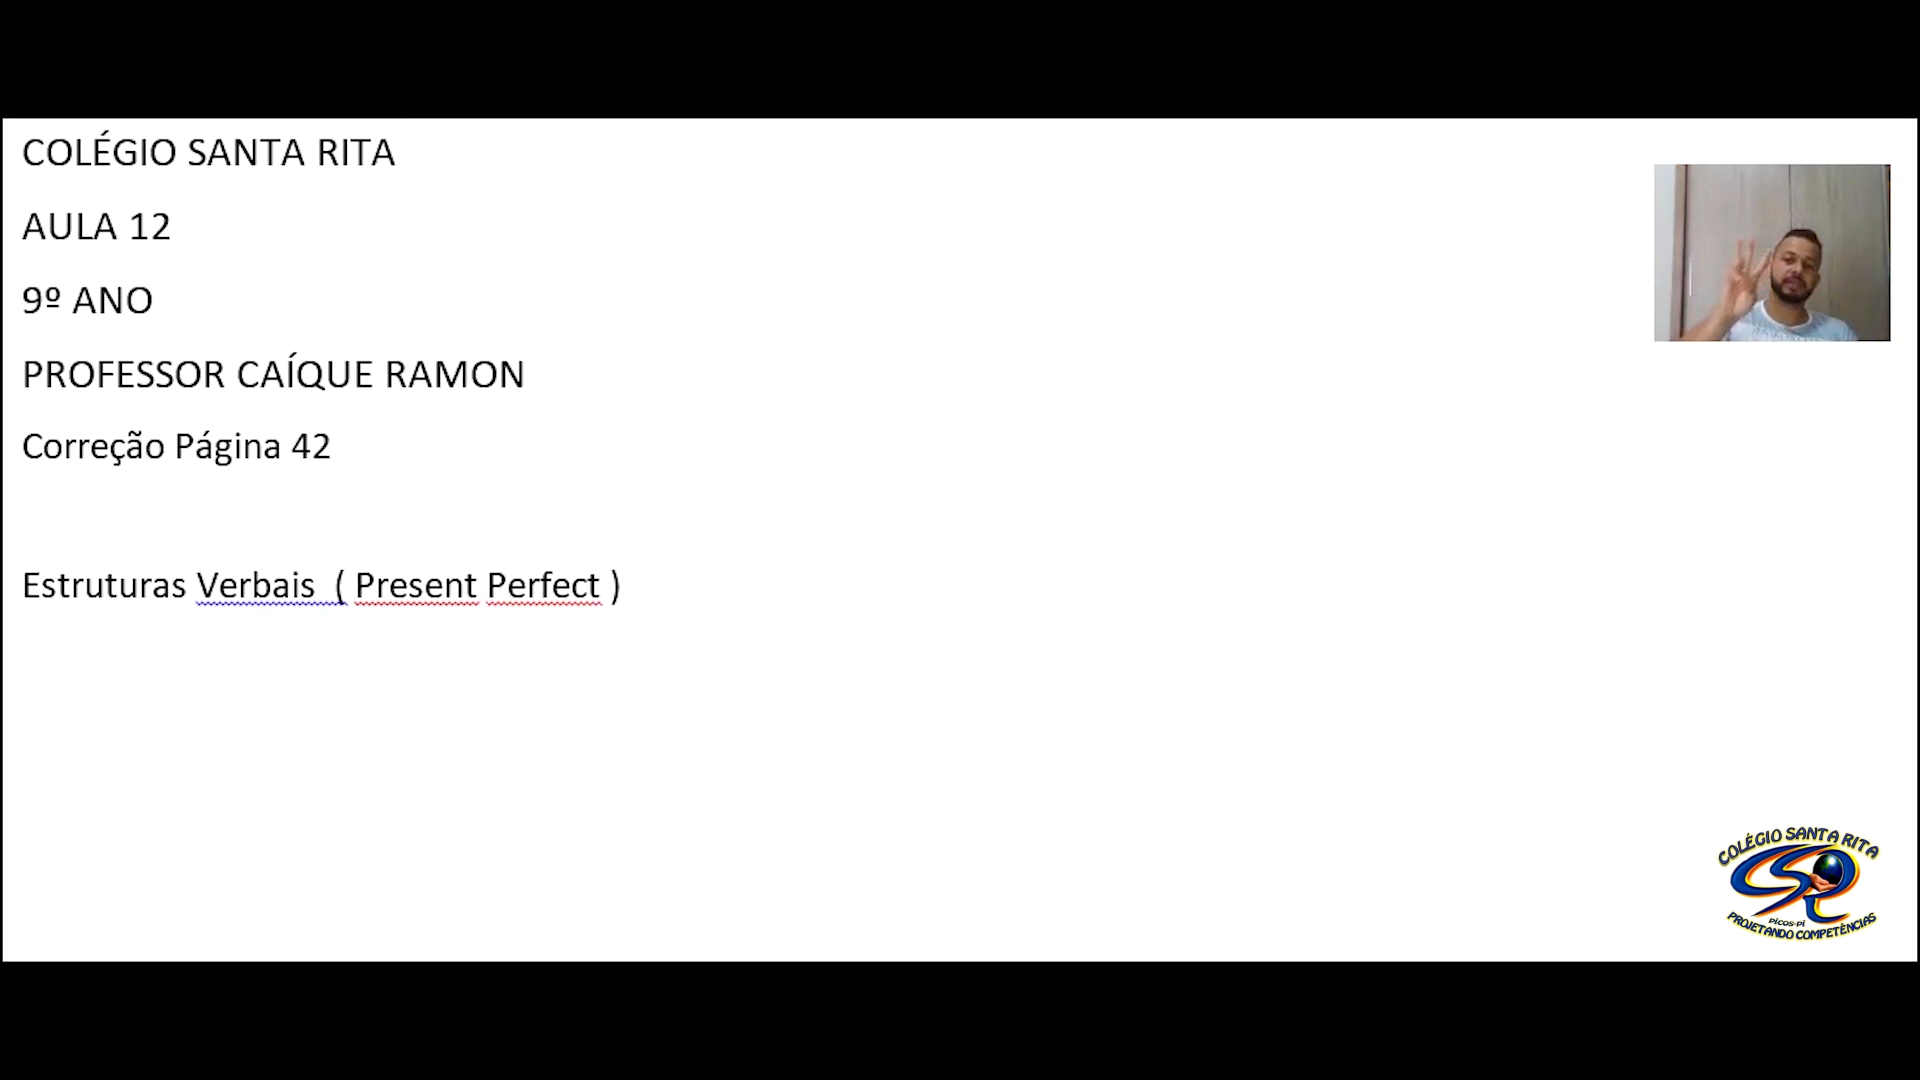 COLÉGIO SANTA RITA
AULA 12
9º ANO
PROFESSOR CAÍQUE RAMON
Correção Página 42
Estruturas Verbais  ( Present Perfect )
COLÉGIO SANTA RITA
PICOS-PI
PROJETANDO COMPETÊNCIAS